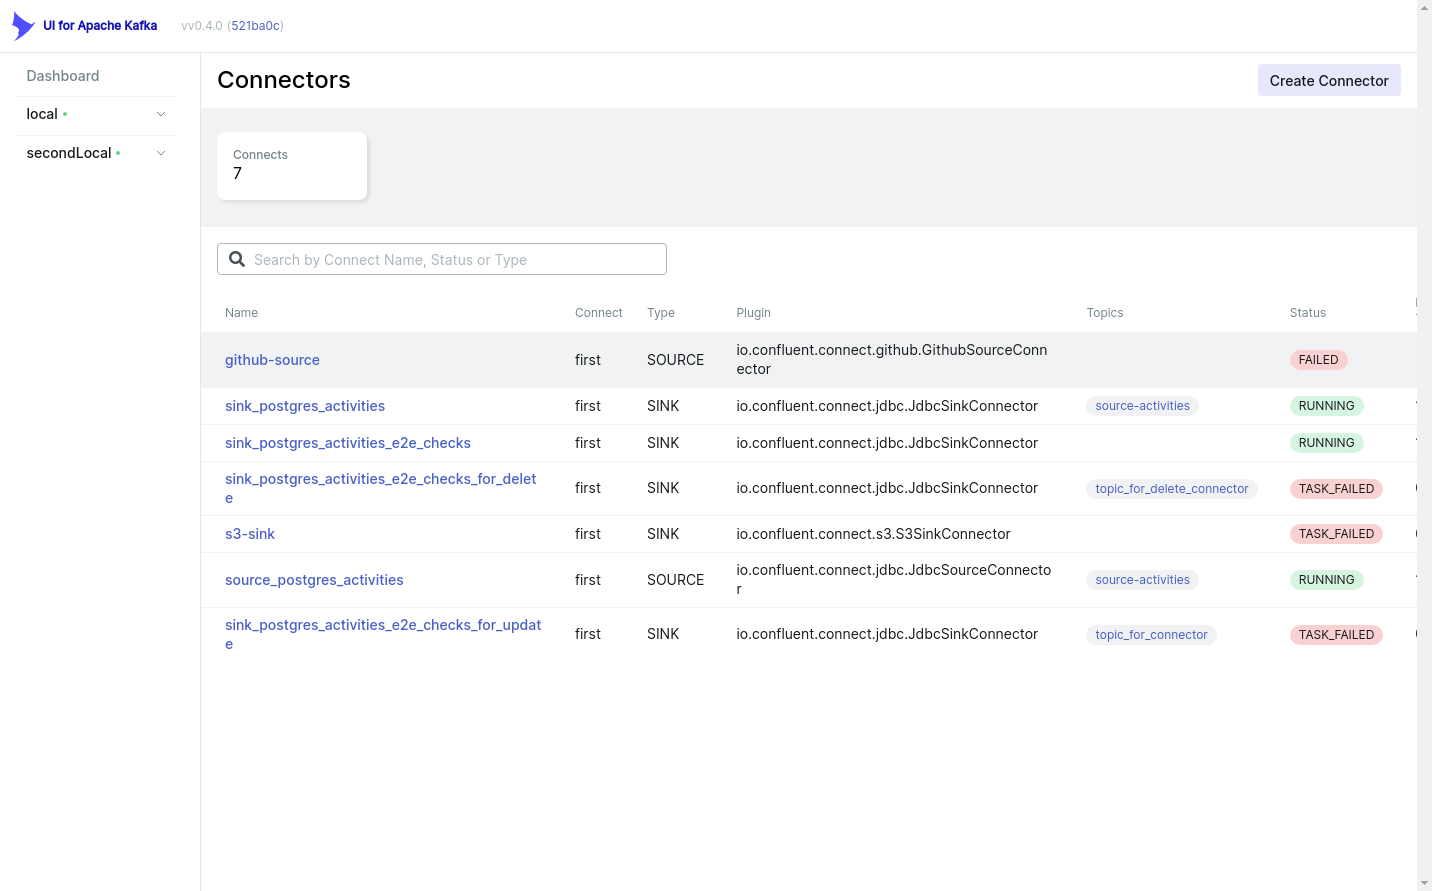 UI for Apache Kafka
vv0.4.0 (521ba0c)
Dashboard
local
secondLocal
Connectors
Create Connector
Connects
7
Search by Connect Name, Status or Type
Name Connect Type Plugin Topics Status
github-source first SOURCE io.confluent.connect.github.GithubSourceConn
ector FAILED
sink_postgres_activities first SINK io.confluent.connect.jdbc.JdbcSinkConnector source-activities RUNNING
sink_postgres_activities_e2e_checks first SINK io.confluent.connect.jdbc.JdbcSinkConnector RUNNING
sink_postgres_activities_e2e_checks_for_delet
e first SINK io.confluent.connect.jdbc.JdbcSinkConnector topic_for_delete_connector TASK_FAILED
s3-sink first SINK io.confluent.connect.s3.S3SinkConnector TASK_FAILED
source_postgres_activities first SOURCE io.confluent.connect.jdbc.JdbcSourceConnecto
r source-activities RUNNING
sink_postgres_activities_e2e_checks_for_updat
e first SINK io.confluent.connect.jdbc.JdbcSinkConnector topic_for_connector TASK_FAILED